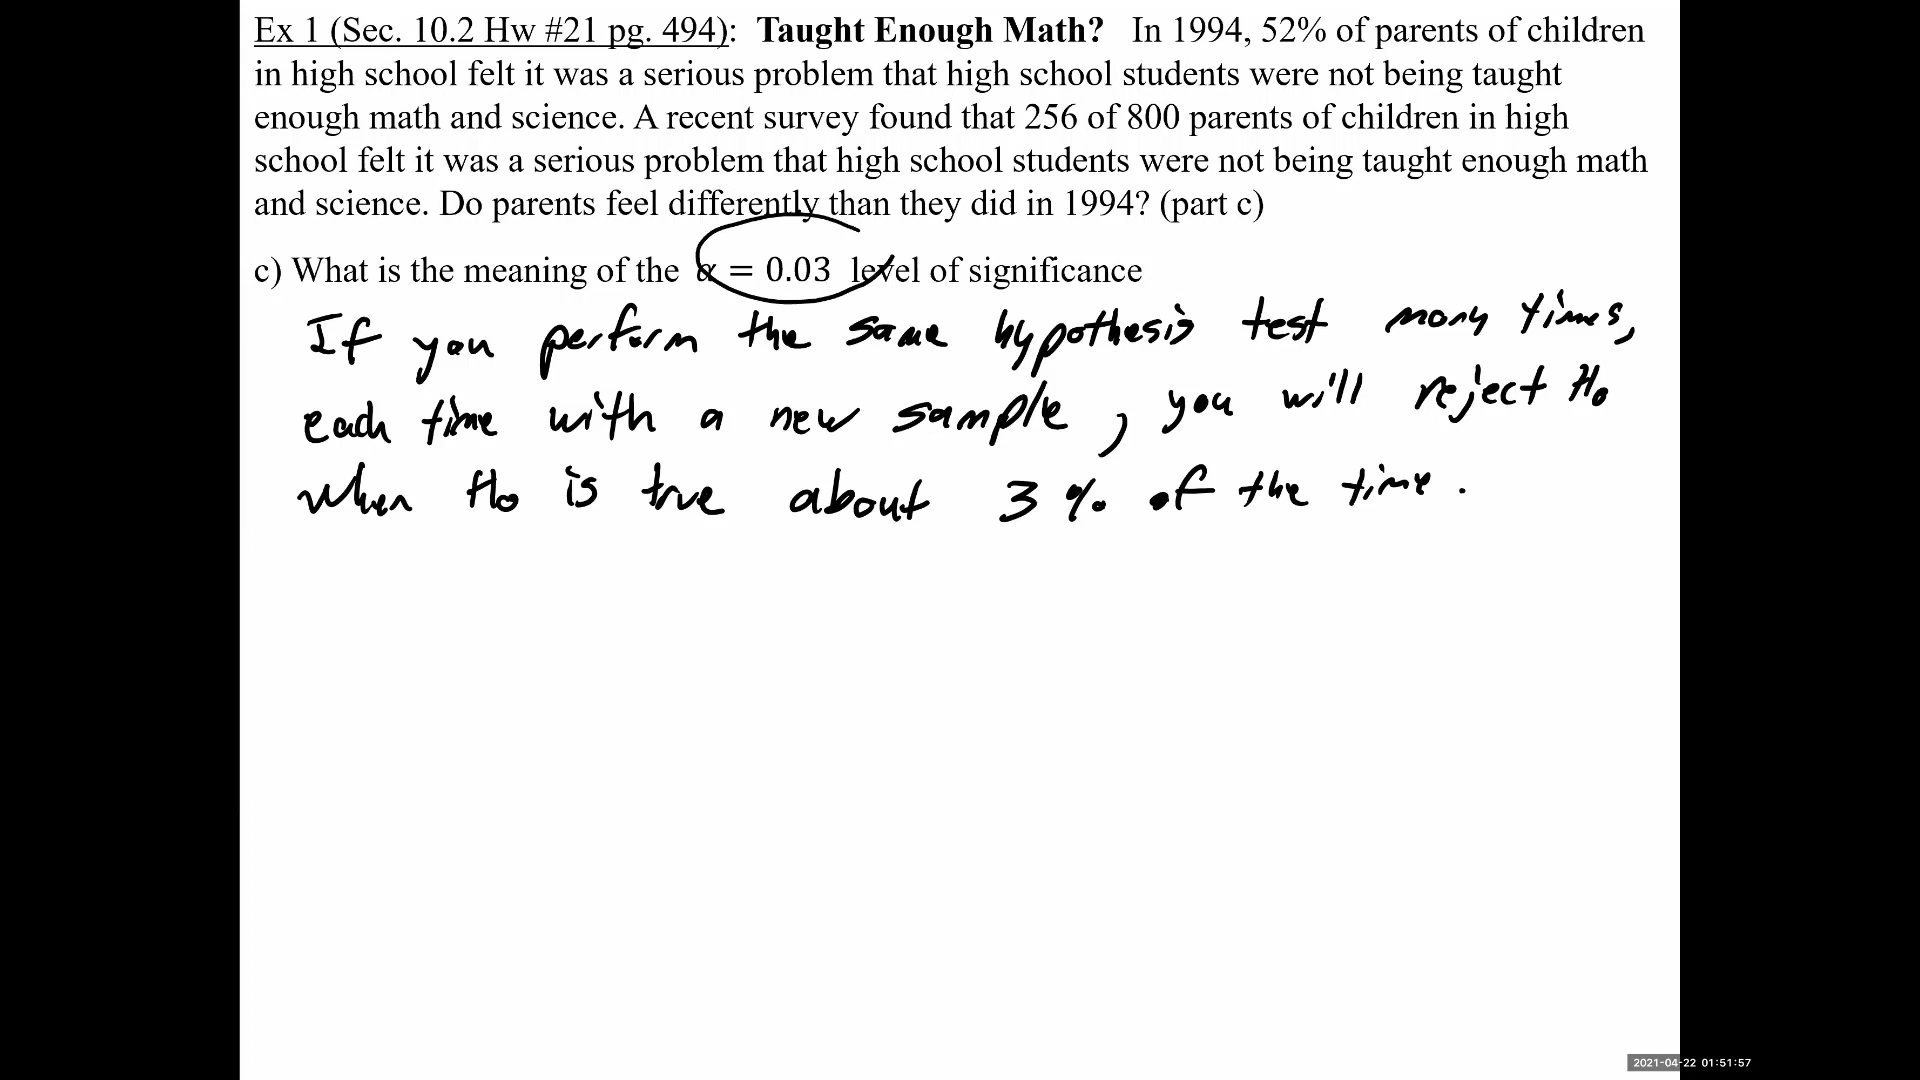 Ex 1 (Sec. 10.2 Hw #21 pg. 494): Taught Enough Math? In 1994, 52% of parents of children
in high school felt it was a serious problem that high school students were not being taught
enough math and science. A recent survey found that 256 of 800 parents of children in high
school felt it was a serious problem that high school students were not being taught enough math
and science. Do parents feel differently than they did in 1994? (part c)
c) What is the meaning of the α = 0.03 level of significance
If you perform the same hypothesis test many times,
each time with a new sample, you will reject H₀
when H₀ is true about 3% of the time.
2021-04-22 01:51:57